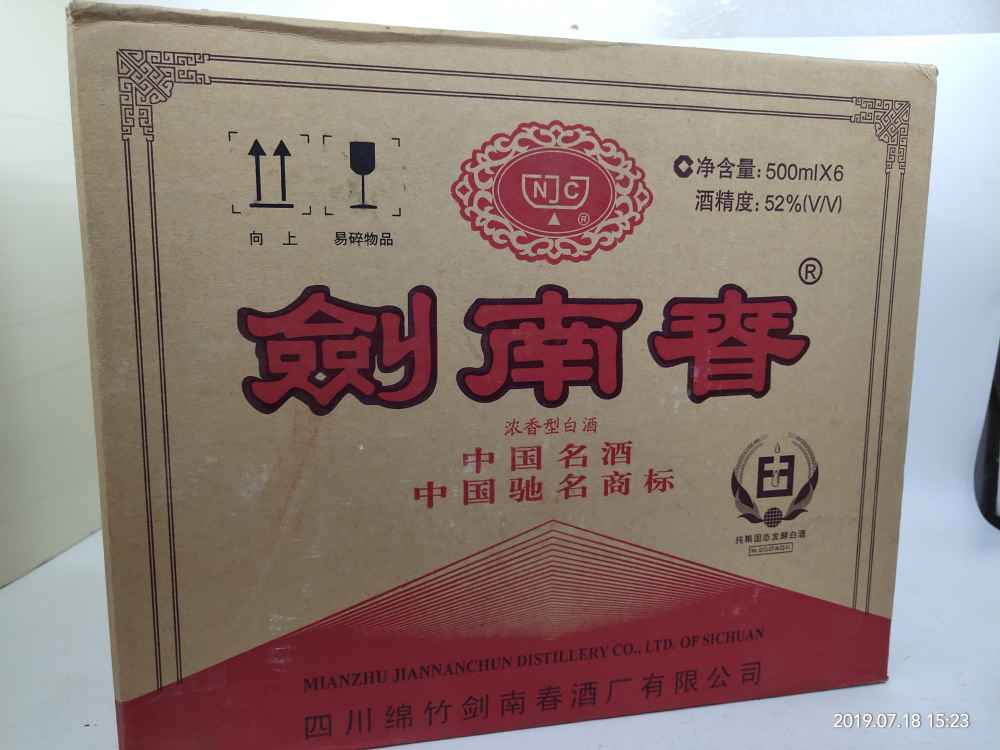 NJC
®
净含量: 500mlX6
酒精度: 52%(V/V)
向 上
易碎物品
劍南春®
浓香型白酒
中国名酒
中国驰名商标
纯粮固态发酵白酒
MIANZHU JIANNANCHUN DISTILLERY CO., LTD. OF SICHUAN
四川绵竹剑南春酒厂有限公司
2019.07.18 15:23